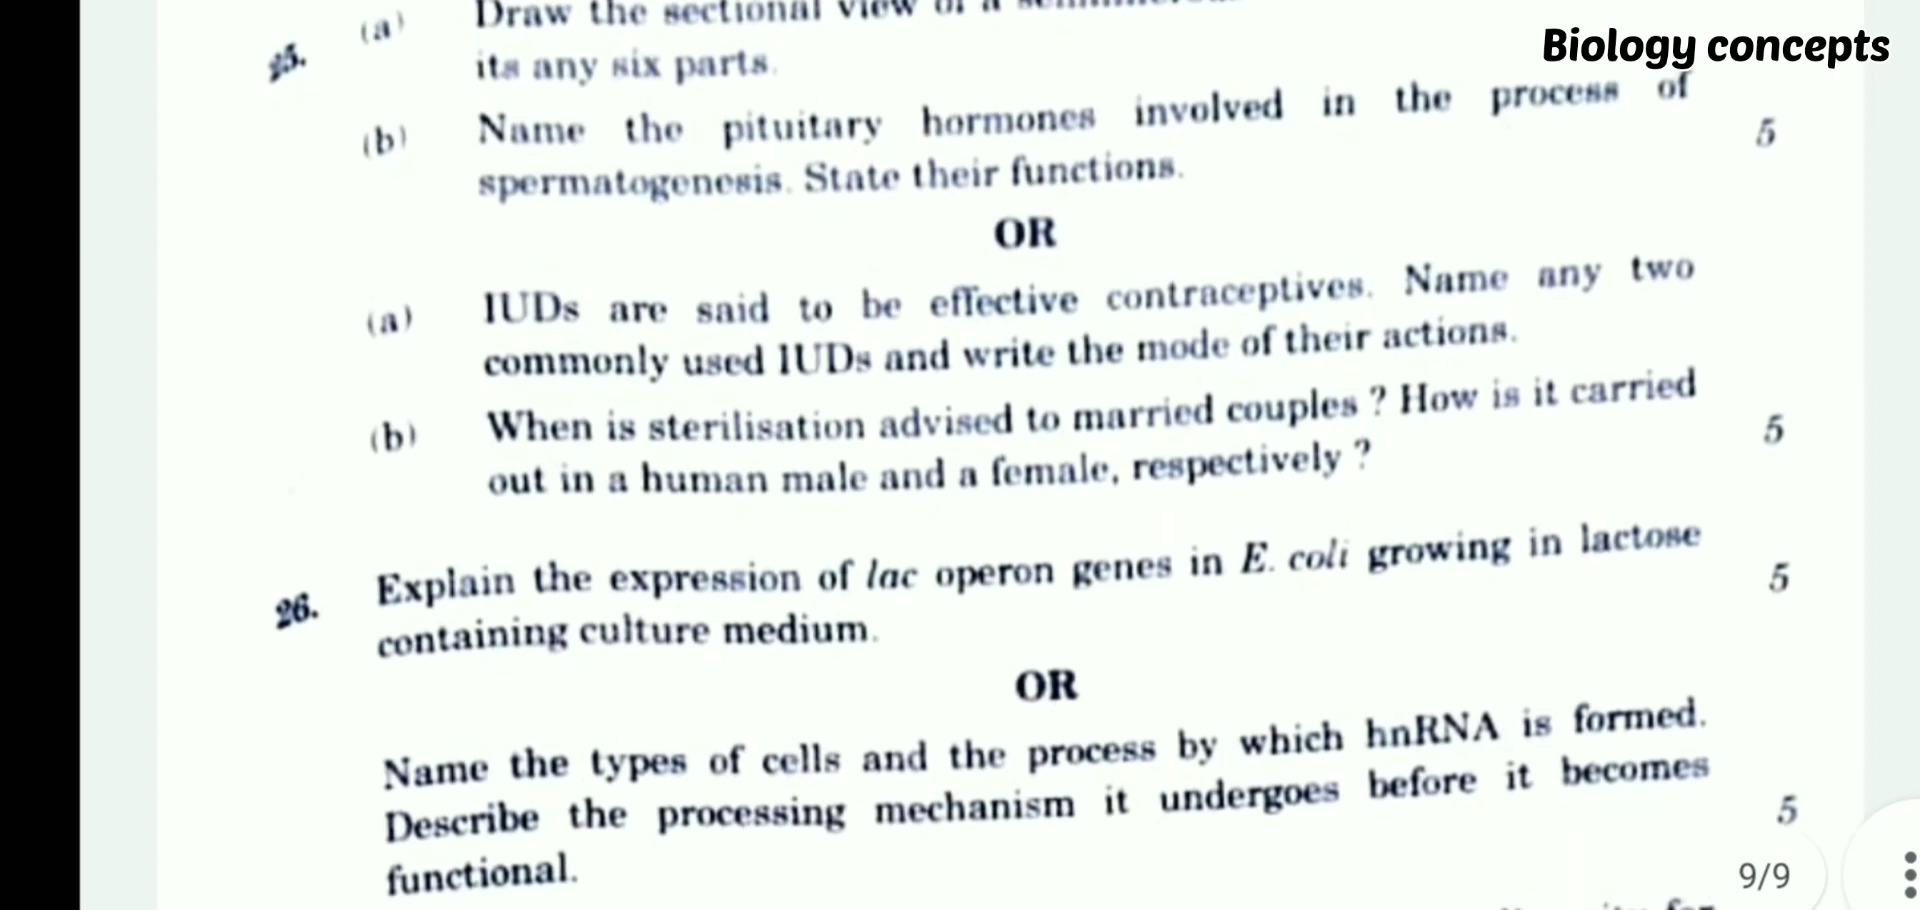 Biology concepts
25. (a) Draw the sectional view of a
its any six parts.
(b) Name the pituitary hormones involved in the process of
spermatogenesis. State their functions. 5
OR
(a) IUDs are said to be effective contraceptives. Name any two
commonly used IUDs and write the mode of their actions.
(b) When is sterilisation advised to married couples ? How is it carried
out in a human male and a female, respectively ? 5
26. Explain the expression of lac operon genes in E. coli growing in lactose
containing culture medium. 5
OR
Name the types of cells and the process by which hnRNA is formed.
Describe the processing mechanism it undergoes before it becomes
functional. 5
9/9